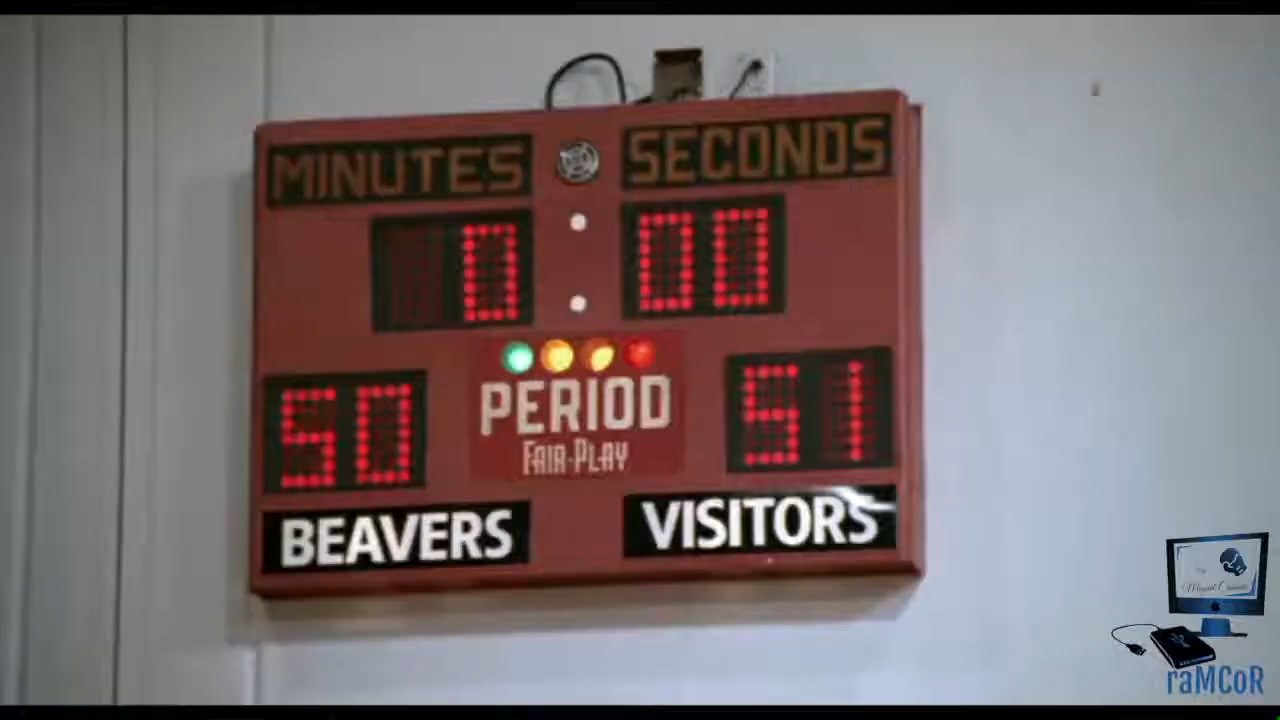 MINUTES SECONDS
0 : 00
PERIOD
FAIR-PLAY
50 51
BEAVERS VISITORS
raMCoR